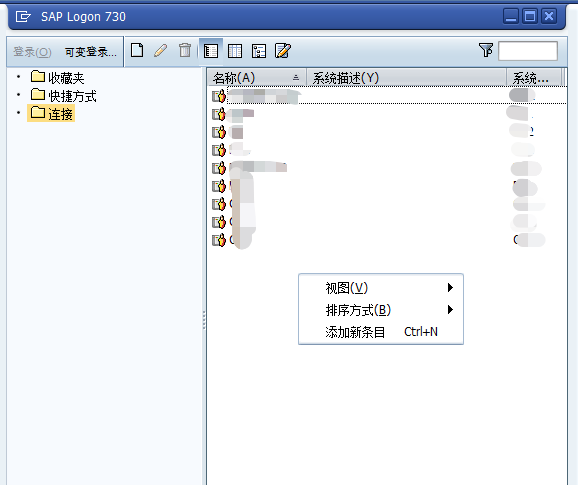 SAP Logon 730
登录(O) 可变登录...
收藏夹
快捷方式
连接
名称(A) 系统描述(Y) 系统...
视图(V)
排序方式(B)
添加新条目 Ctrl+N